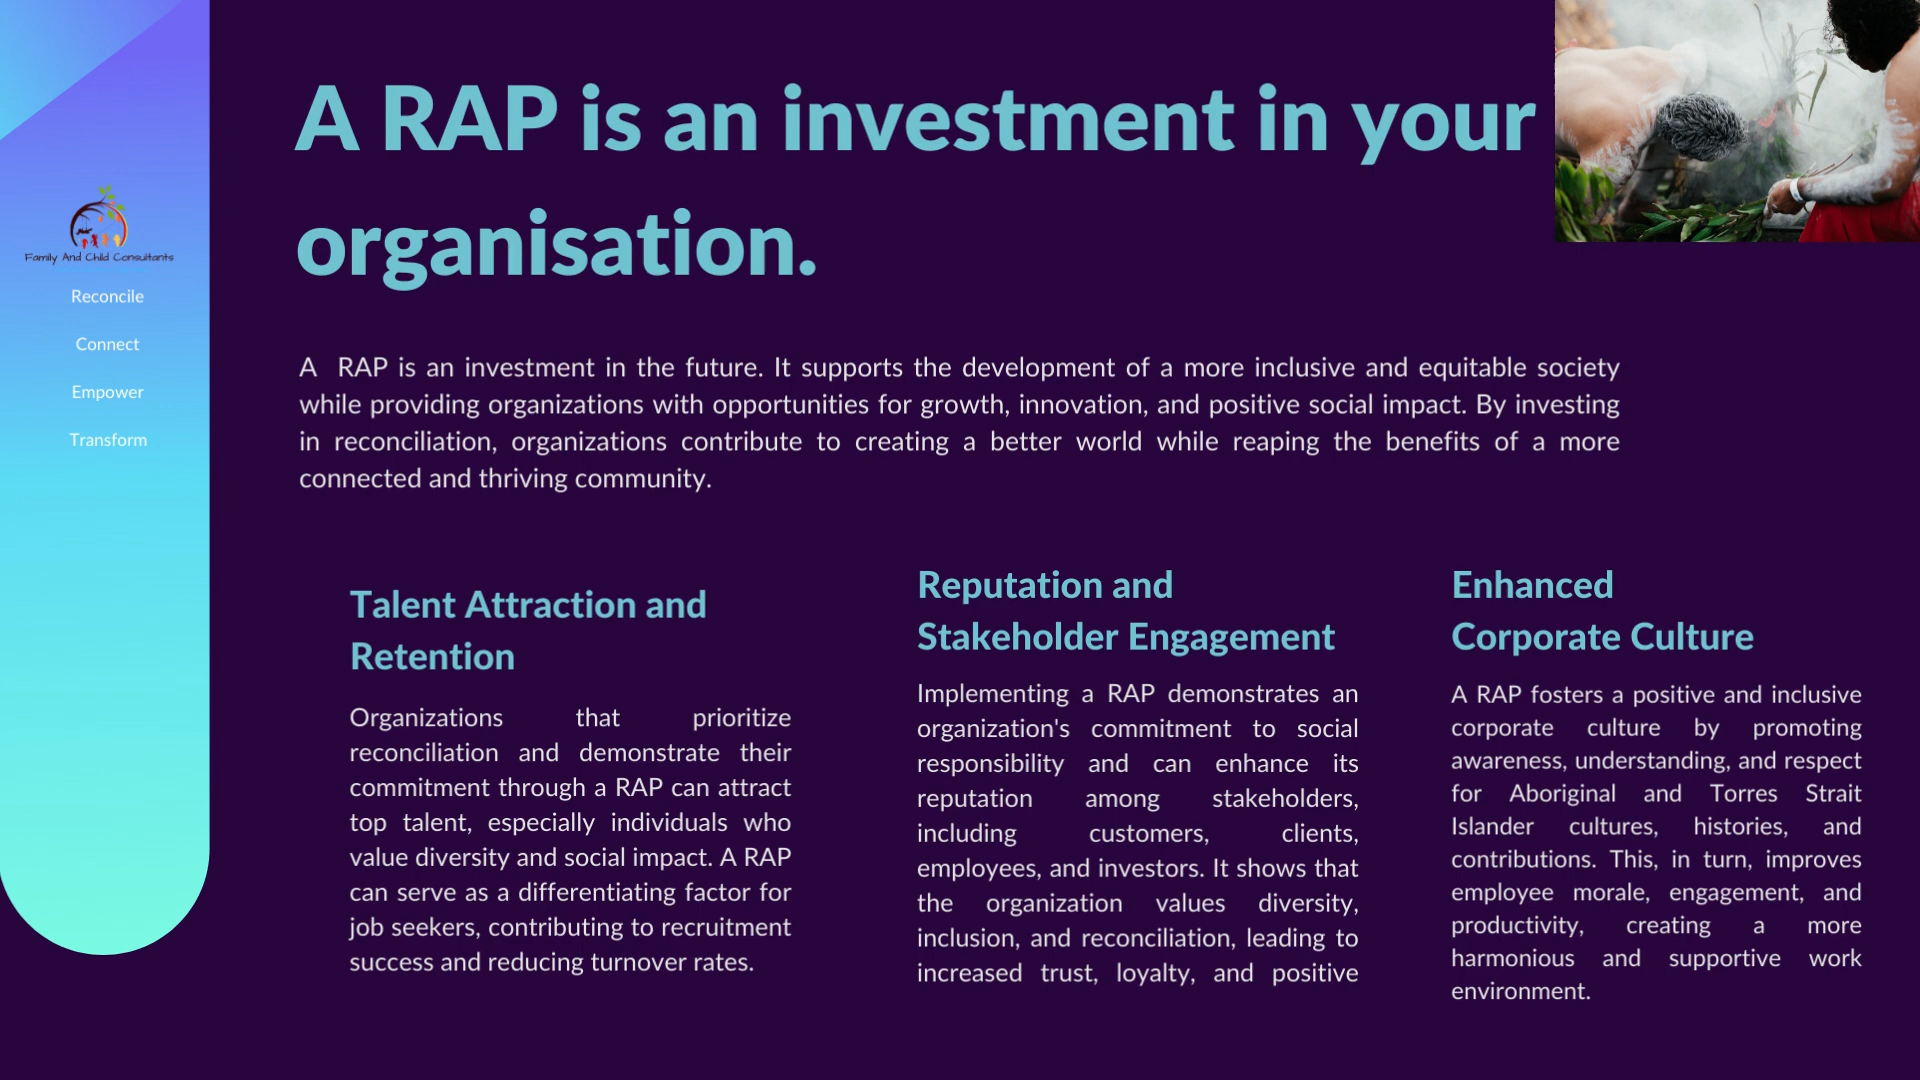 A RAP is an investment in your
organisation.
Family And Child Consultants
Reconcile
Connect
Empower
Transform
A RAP is an investment in the future. It supports the development of a more inclusive and equitable society
while providing organizations with opportunities for growth, innovation, and positive social impact. By investing
in reconciliation, organizations contribute to creating a better world while reaping the benefits of a more
connected and thriving community.
Talent Attraction and
Retention
Organizations that prioritize
reconciliation and demonstrate their
commitment through a RAP can attract
top talent, especially individuals who
value diversity and social impact. A RAP
can serve as a differentiating factor for
job seekers, contributing to recruitment
success and reducing turnover rates.
Reputation and
Stakeholder Engagement
Implementing a RAP demonstrates an
organization's commitment to social
responsibility and can enhance its
reputation among stakeholders,
including customers, clients,
employees, and investors. It shows that
the organization values diversity,
inclusion, and reconciliation, leading to
increased trust, loyalty, and positive
Enhanced
Corporate Culture
A RAP fosters a positive and inclusive
corporate culture by promoting
awareness, understanding, and respect
for Aboriginal and Torres Strait
Islander cultures, histories, and
contributions. This, in turn, improves
employee morale, engagement, and
productivity, creating a more
harmonious and supportive work
environment.